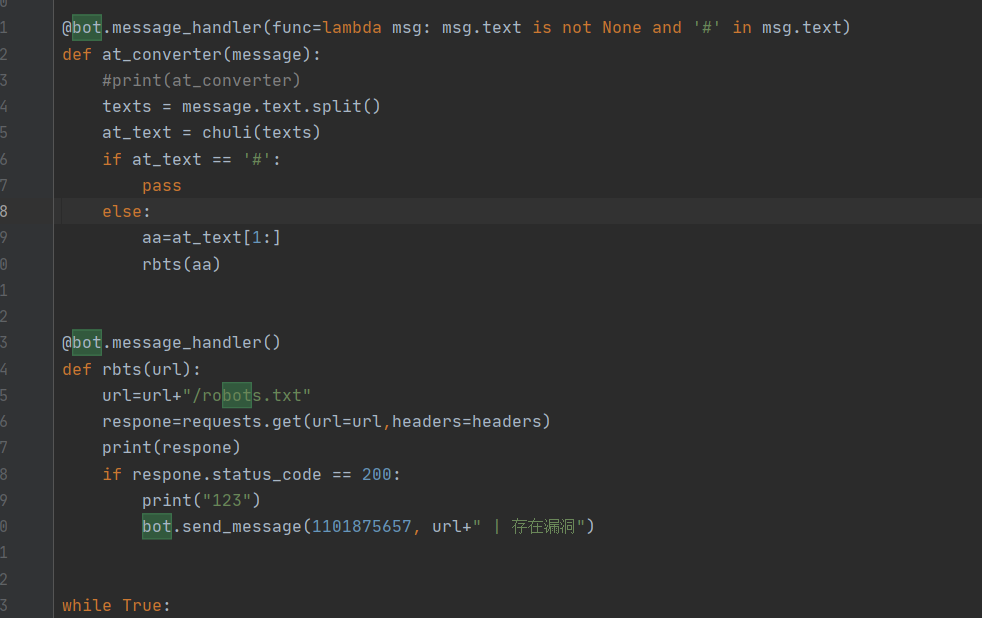 0
1 @bot.message_handler(func=lambda msg: msg.text is not None and '#' in msg.text)
2 def at_converter(message):
3     #print(at_converter)
4     texts = message.text.split()
5     at_text = chuli(texts)
6     if at_text == '#':
7         pass
8     else:
9         aa=at_text[1:]
0         rbts(aa)
1
2
3 @bot.message_handler()
4 def rbts(url):
5     url=url+"/robots.txt"
6     respone=requests.get(url=url,headers=headers)
7     print(respone)
8     if respone.status_code == 200:
9         print("123")
0         bot.send_message(1101875657, url+" | 存在漏洞")
1
2
3 while True: